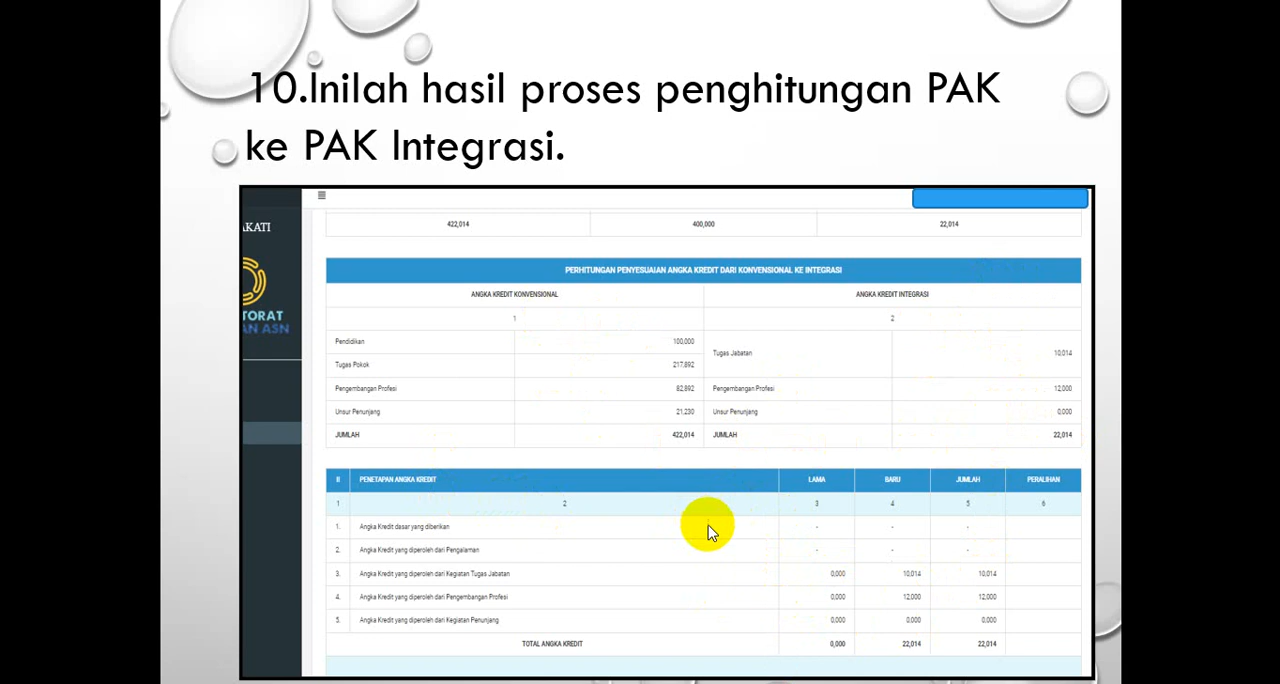 10.Inilah hasil proses penghitungan PAK
ke PAK Integrasi.
AKATI
TORAT
AN ASN
422,014 400,000 22,014
PERHITUNGAN PENYESUAIAN ANGKA KREDIT DARI KONVENSIONAL KE INTEGRASI
ANGKA KREDIT KONVENSIONAL ANGKA KREDIT INTEGRASI
1 2
Pendidikan 100,000
Tugas Jabatan 10,014
Tugas Pokok 217,892
Pengembangan Profesi 82,892 Pengembangan Profesi 12,000
Unsur Penunjang 21,230 Unsur Penunjang 0,000
JUMLAH 422,014 JUMLAH 22,014
II PENETAPAN ANGKA KREDIT LAMA BARU JUMLAH PERALIHAN
1 2 3 4 5 6
1. Angka Kredit dasar yang diberikan - - -
2. Angka Kredit yang diperoleh dari Pengalaman - - -
3. Angka Kredit yang diperoleh dari Kegiatan Tugas Jabatan 0,000 10,014 10,014
4. Angka Kredit yang diperoleh dari Pengembangan Profesi 0,000 12,000 12,000
5. Angka Kredit yang diperoleh dari Kegiatan Penunjang 0,000 0,000 0,000
TOTAL ANGKA KREDIT 0,000 22,014 22,014